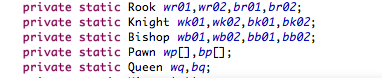 private static Rook wr01,wr02,br01,br02;
private static Knight wk01,wk02,bk01,bk02;
private static Bishop wb01,wb02,bb01,bb02;
private static Pawn wp[],bp[];
private static Queen wq,bq;